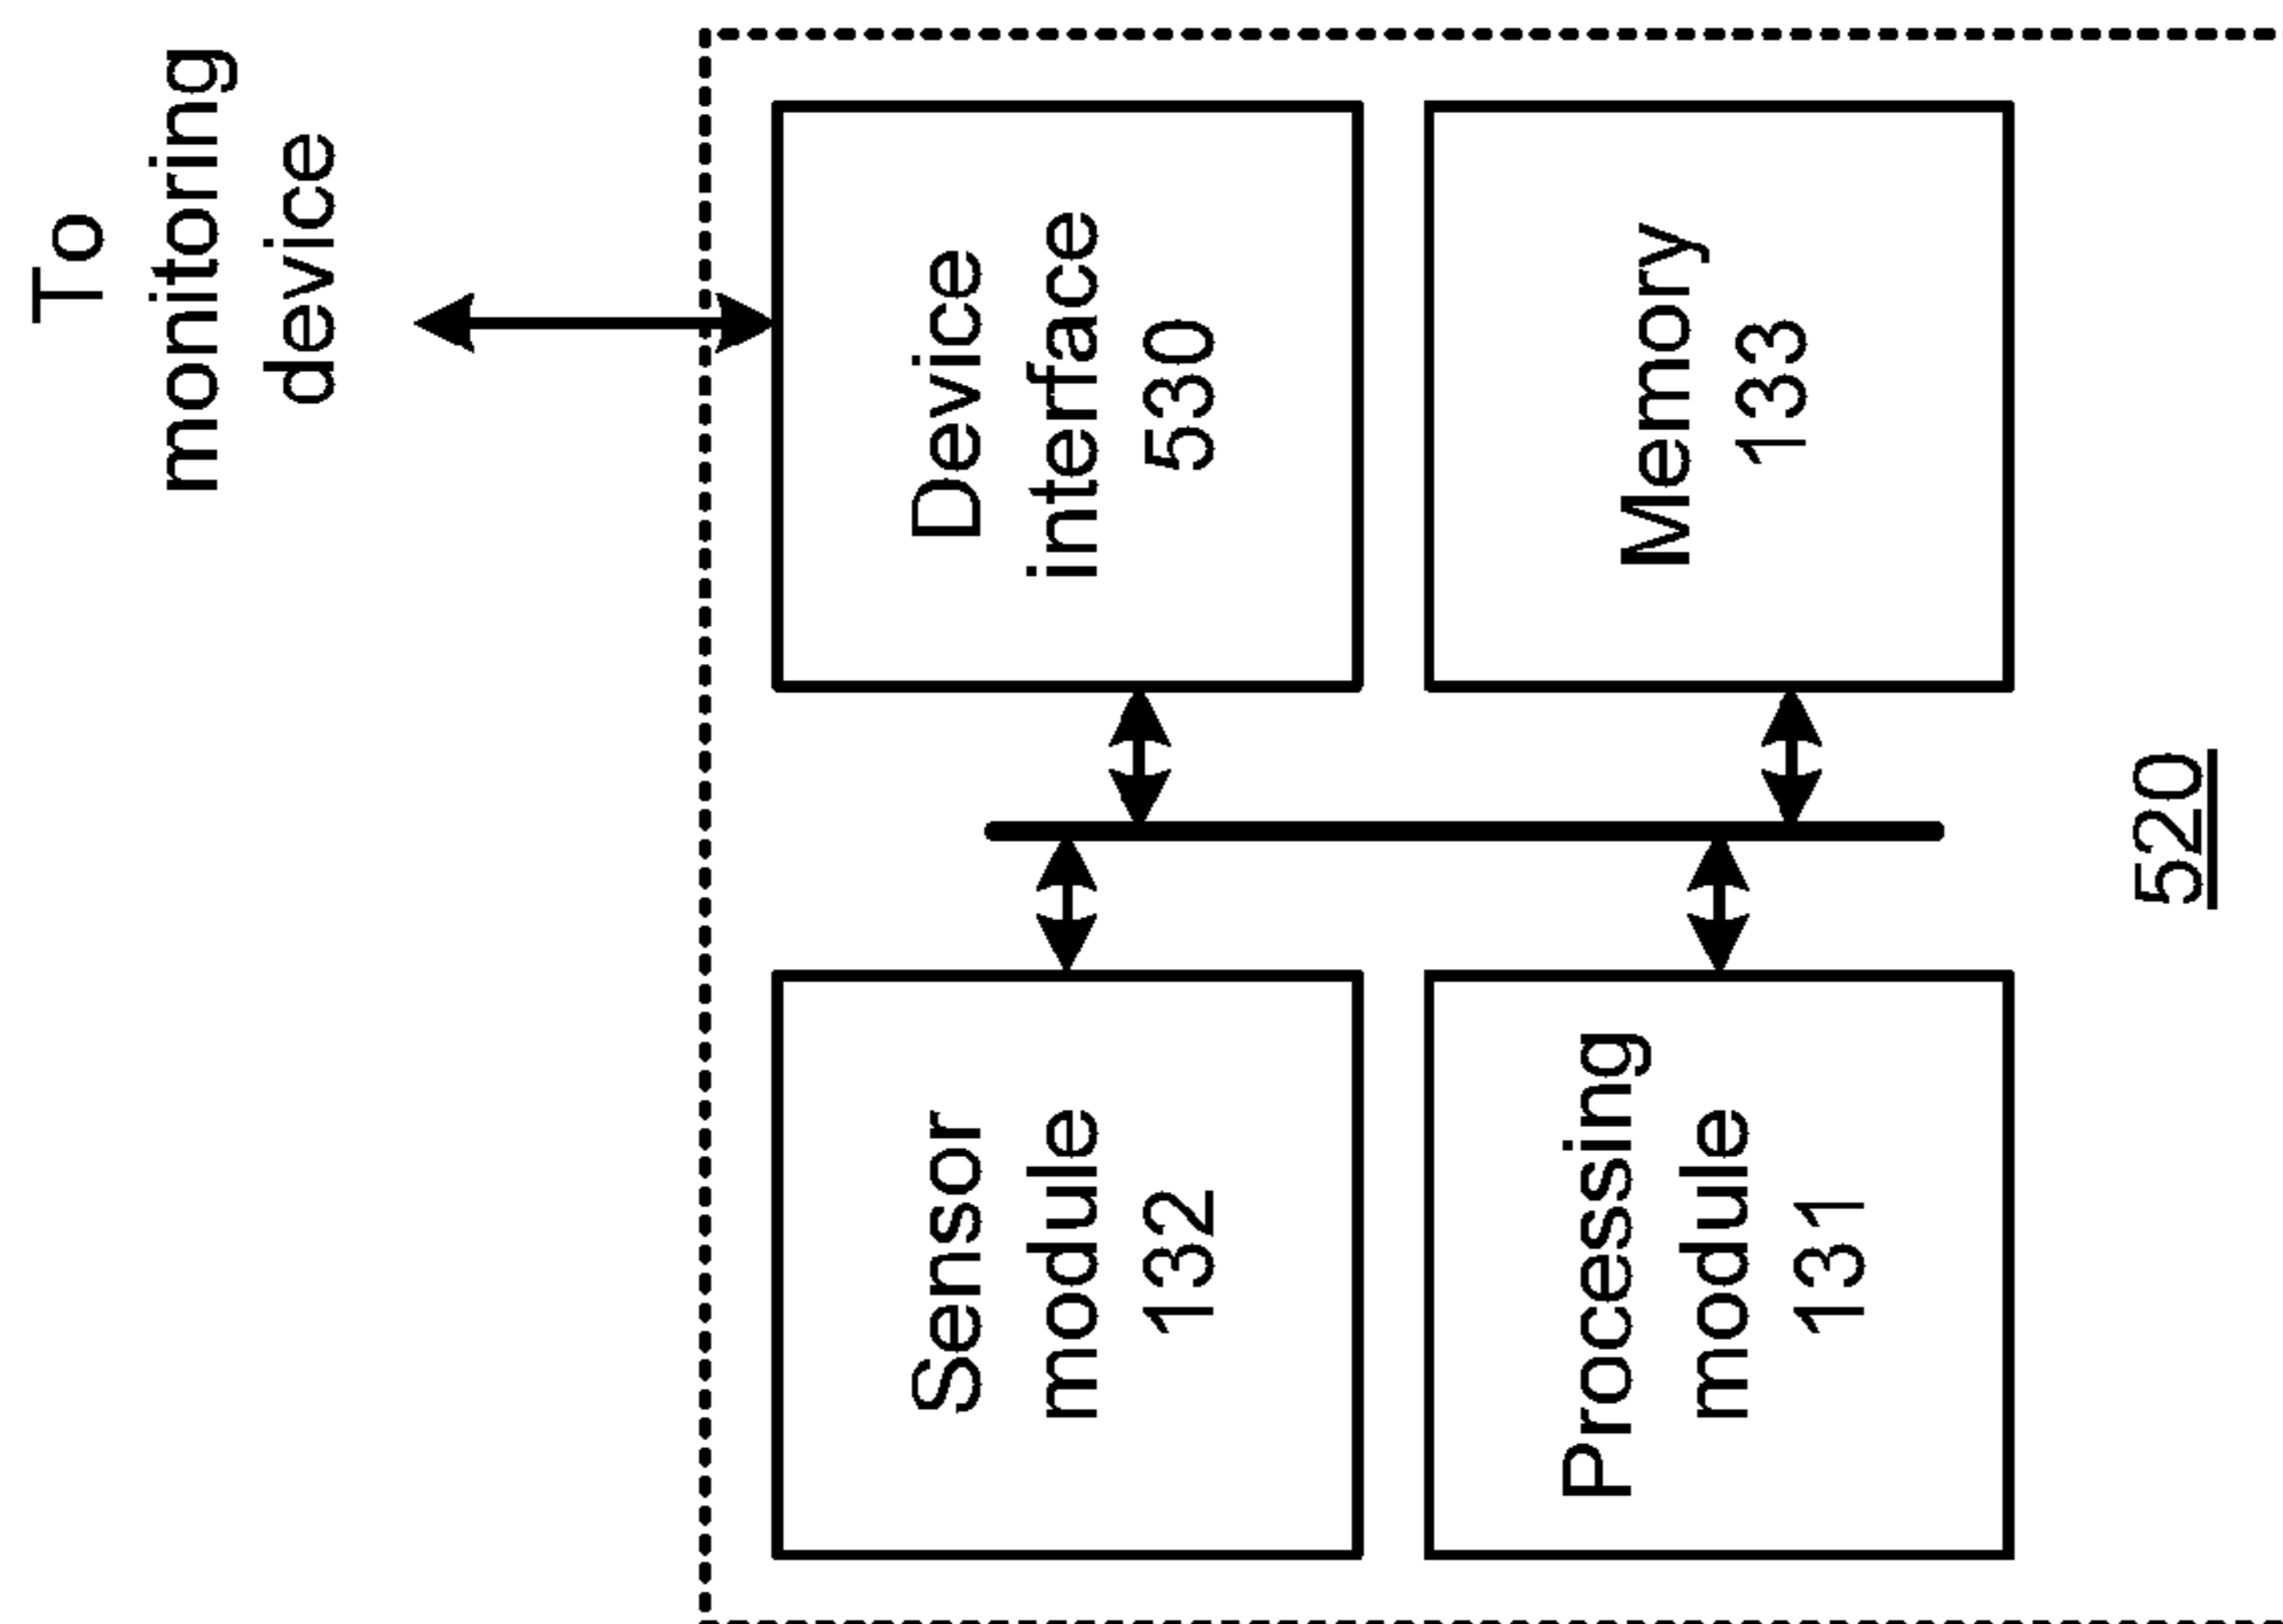 To
monitoring
device
Sensor
module
132
Device
interface
530
Processing
module
131
Memory
133
520